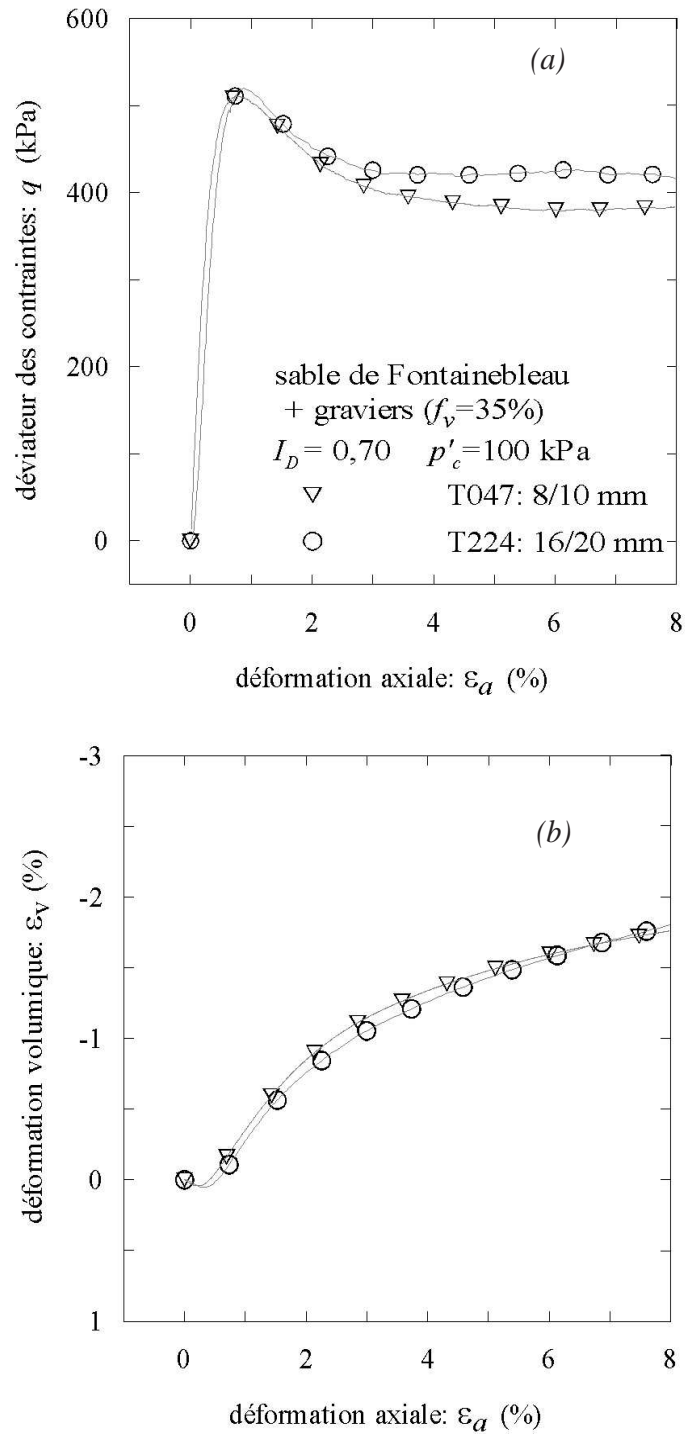 600
(a)
déviateur des contraintes: q (kPa)
400
200
sable de Fontainebleau
+ graviers (f_v=35%)
I_D = 0,70 p'_c=100 kPa
T047: 8/10 mm
T224: 16/20 mm
0
0 2 4 6 8
déformation axiale: ε_a (%)
-3
(b)
déformation volumique: ε_v (%)
-2
-1
0
1
0 2 4 6 8
déformation axiale: ε_a (%)